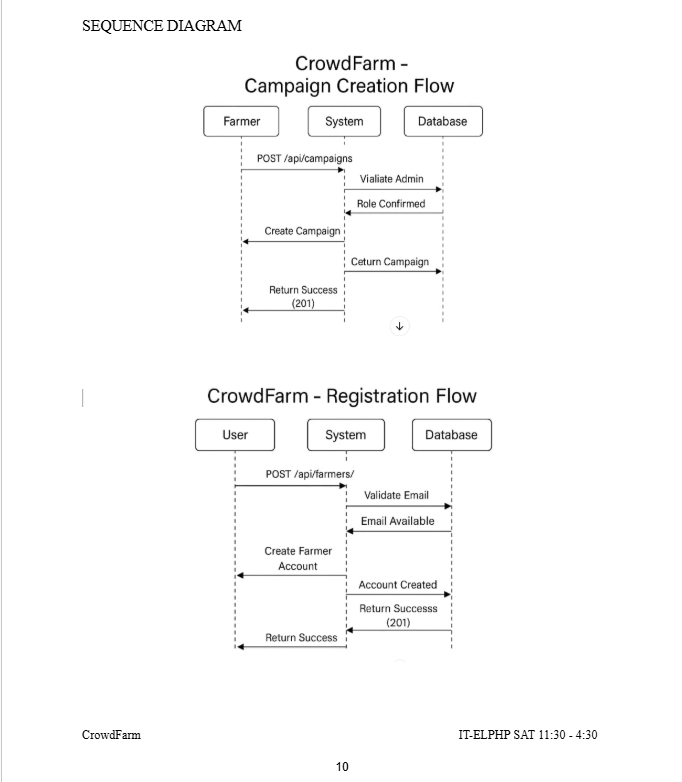 SEQUENCE DIAGRAM
CrowdFarm -
Campaign Creation Flow
Farmer
System
Database
POST /api/campaigns
Vialiate Admin
Role Confirmed
Create Campaign
Ceturn Campaign
Return Success
(201)
CrowdFarm - Registration Flow
User
System
Database
POST /api/farmers/
Validate Email
Email Available
Create Farmer
Account
Account Created
Return Successs
(201)
Return Success
CrowdFarm
IT-ELPHP SAT 11:30 - 4:30
10